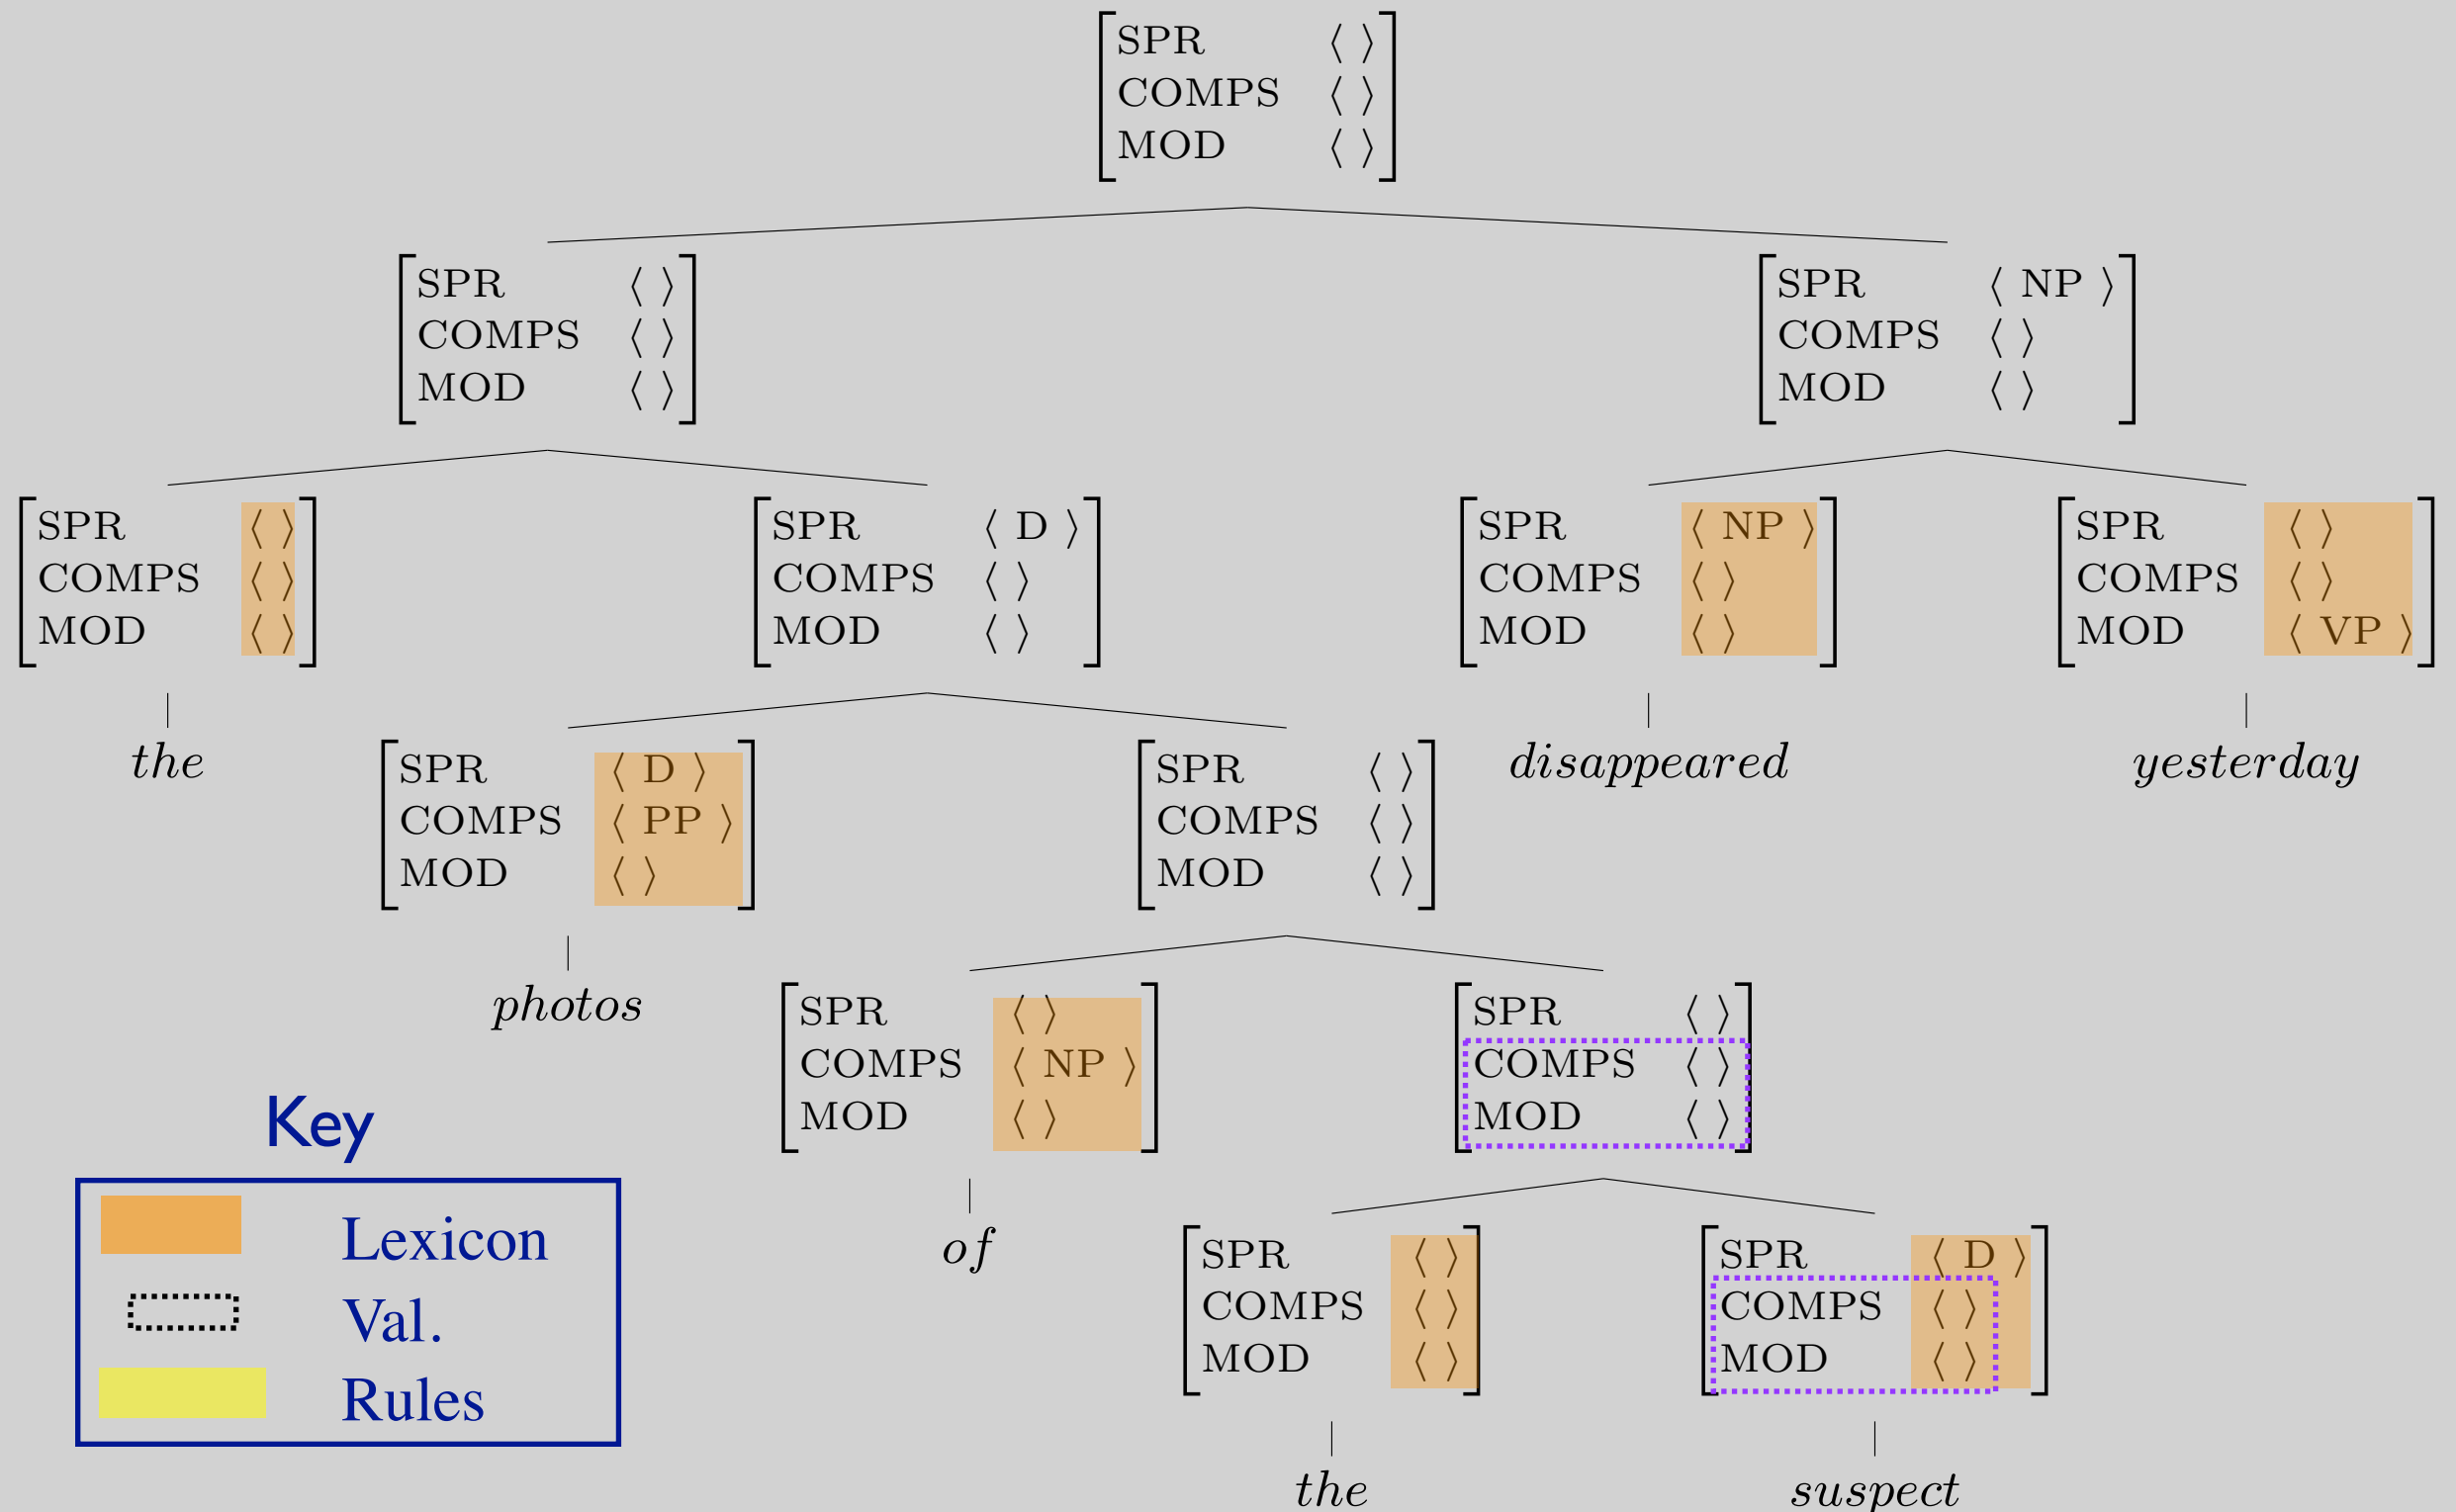 SPR ⟨ ⟩
COMPS ⟨ ⟩
MOD ⟨ ⟩
SPR ⟨ ⟩
COMPS ⟨ ⟩
MOD ⟨ ⟩
SPR ⟨ NP ⟩
COMPS ⟨ ⟩
MOD ⟨ ⟩
SPR ⟨ ⟩
COMPS ⟨ ⟩
MOD ⟨ ⟩
the
SPR ⟨ D ⟩
COMPS ⟨ ⟩
MOD ⟨ ⟩
SPR ⟨ NP ⟩
COMPS ⟨ ⟩
MOD ⟨ ⟩
disappeared
SPR ⟨ ⟩
COMPS ⟨ ⟩
MOD ⟨ VP ⟩
yesterday
SPR ⟨ D ⟩
COMPS ⟨ PP ⟩
MOD ⟨ ⟩
photos
SPR ⟨ ⟩
COMPS ⟨ ⟩
MOD ⟨ ⟩
SPR ⟨ ⟩
COMPS ⟨ NP ⟩
MOD ⟨ ⟩
of
SPR ⟨ ⟩
COMPS ⟨ ⟩
MOD ⟨ ⟩
SPR ⟨ ⟩
COMPS ⟨ ⟩
MOD ⟨ ⟩
the
SPR ⟨ D ⟩
COMPS ⟨ ⟩
MOD ⟨ ⟩
suspect
Key
Lexicon
Val.
Rules